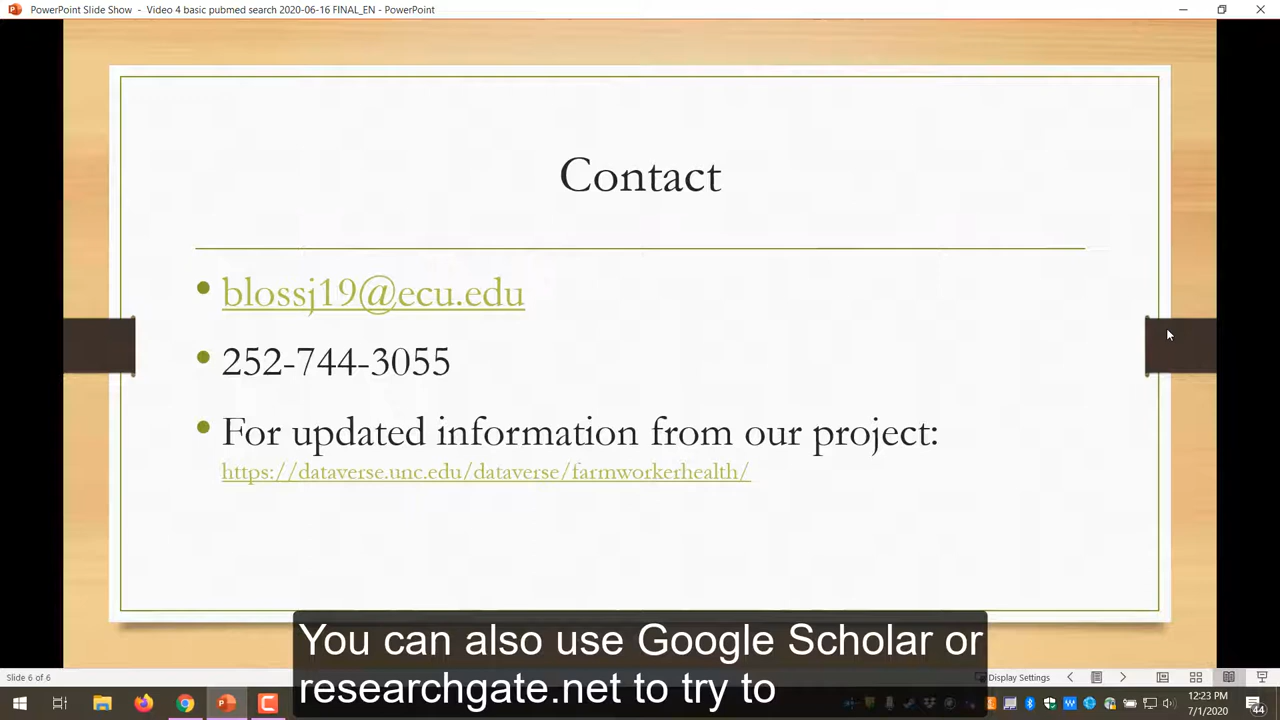 PowerPoint Slide Show - Video 4 basic pubmed search 2020-06-16 FINAL_EN - PowerPoint
Contact
• blossj19@ecu.edu
• 252-744-3055
• For updated information from our project:
https://dataverse.unc.edu/dataverse/farmworkerhealth/
You can also use Google Scholar or
researchgate.net to try to
Slide 6 of 6
Display Settings
12:23 PM
7/1/2020
44